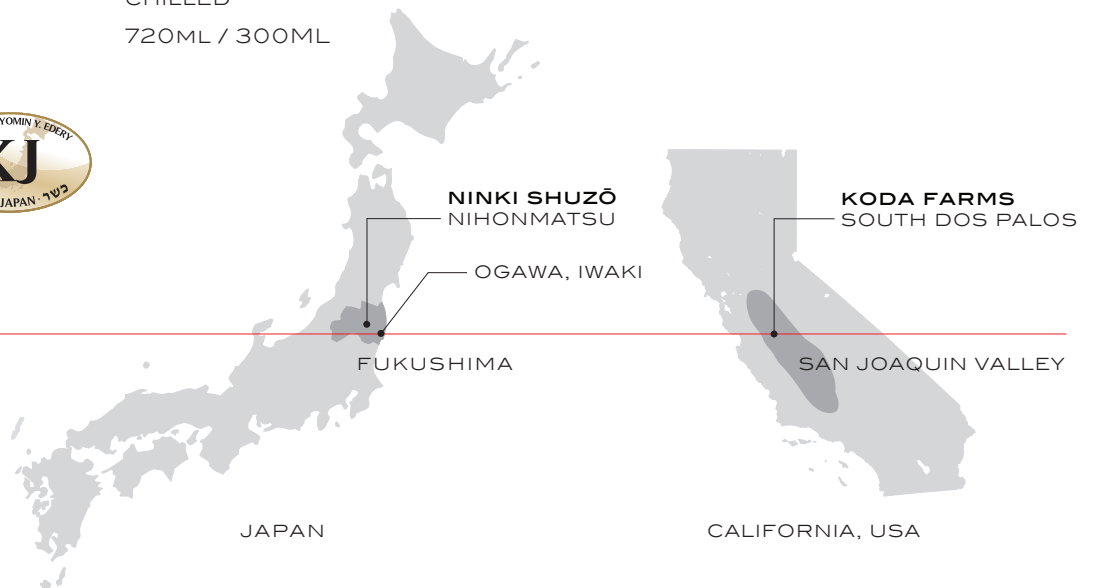 CHILLED
720ML / 300ML
YOMIN Y. EDERY
KJ
JAPAN · כשר
NINKI SHUZŌ
NIHONMATSU
OGAWA, IWAKI
FUKUSHIMA
KODA FARMS
SOUTH DOS PALOS
SAN JOAQUIN VALLEY
JAPAN
CALIFORNIA, USA